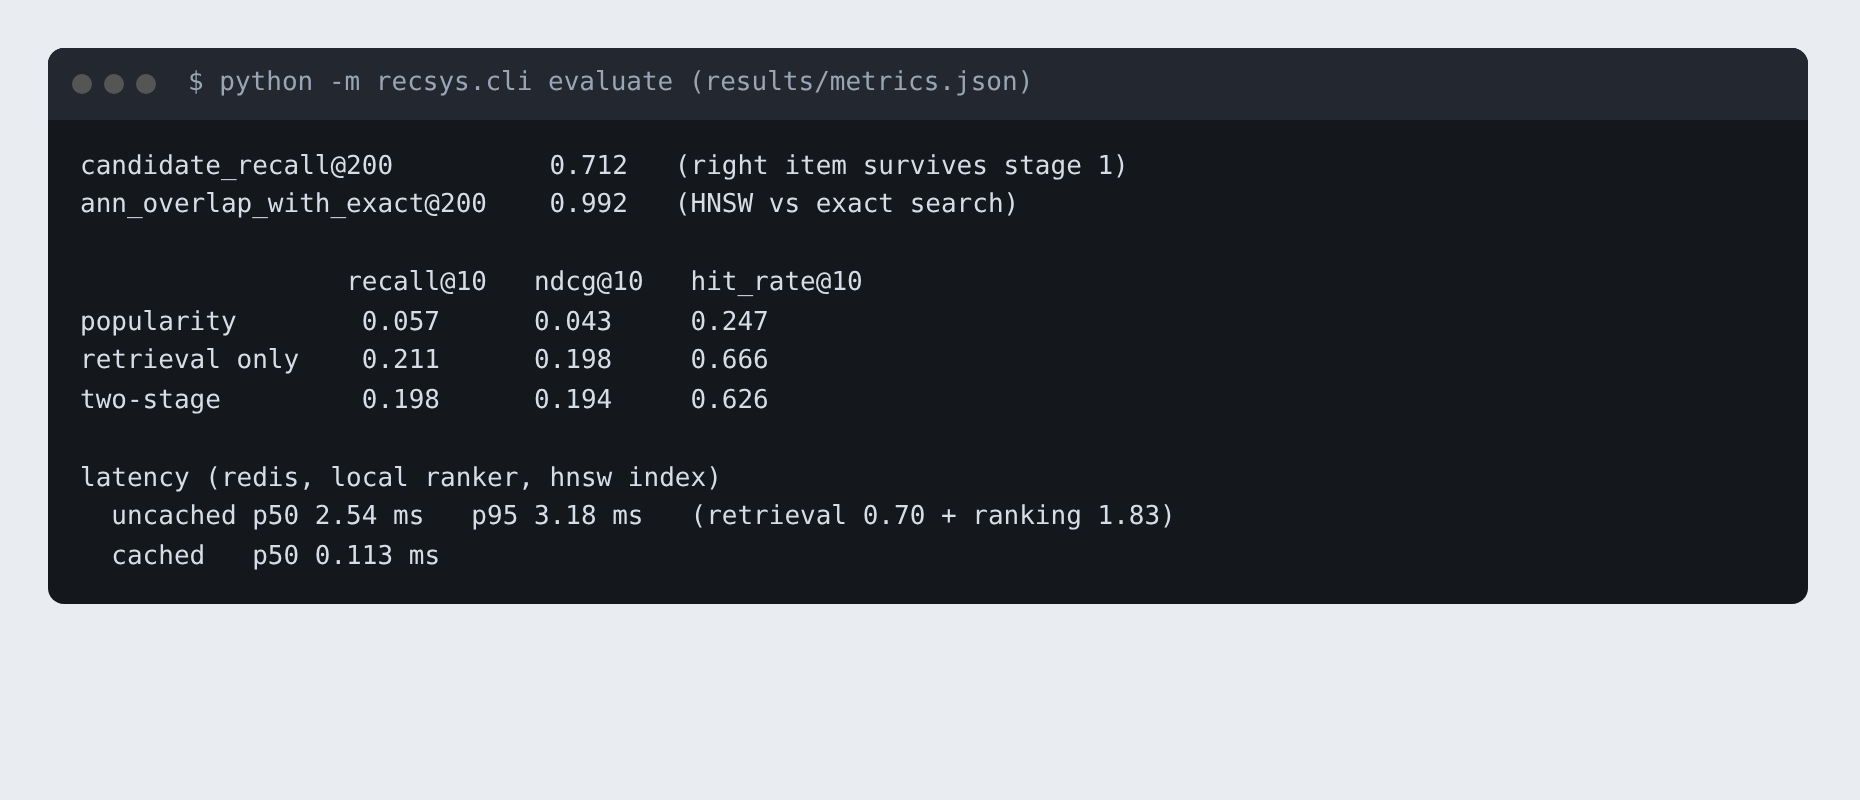 $ python -m recsys.cli evaluate (results/metrics.json)
candidate_recall@200          0.712   (right item survives stage 1)
ann_overlap_with_exact@200    0.992   (HNSW vs exact search)
                 recall@10   ndcg@10   hit_rate@10
popularity        0.057      0.043     0.247
retrieval only    0.211      0.198     0.666
two-stage         0.198      0.194     0.626
latency (redis, local ranker, hnsw index)
  uncached p50 2.54 ms   p95 3.18 ms   (retrieval 0.70 + ranking 1.83)
  cached   p50 0.113 ms